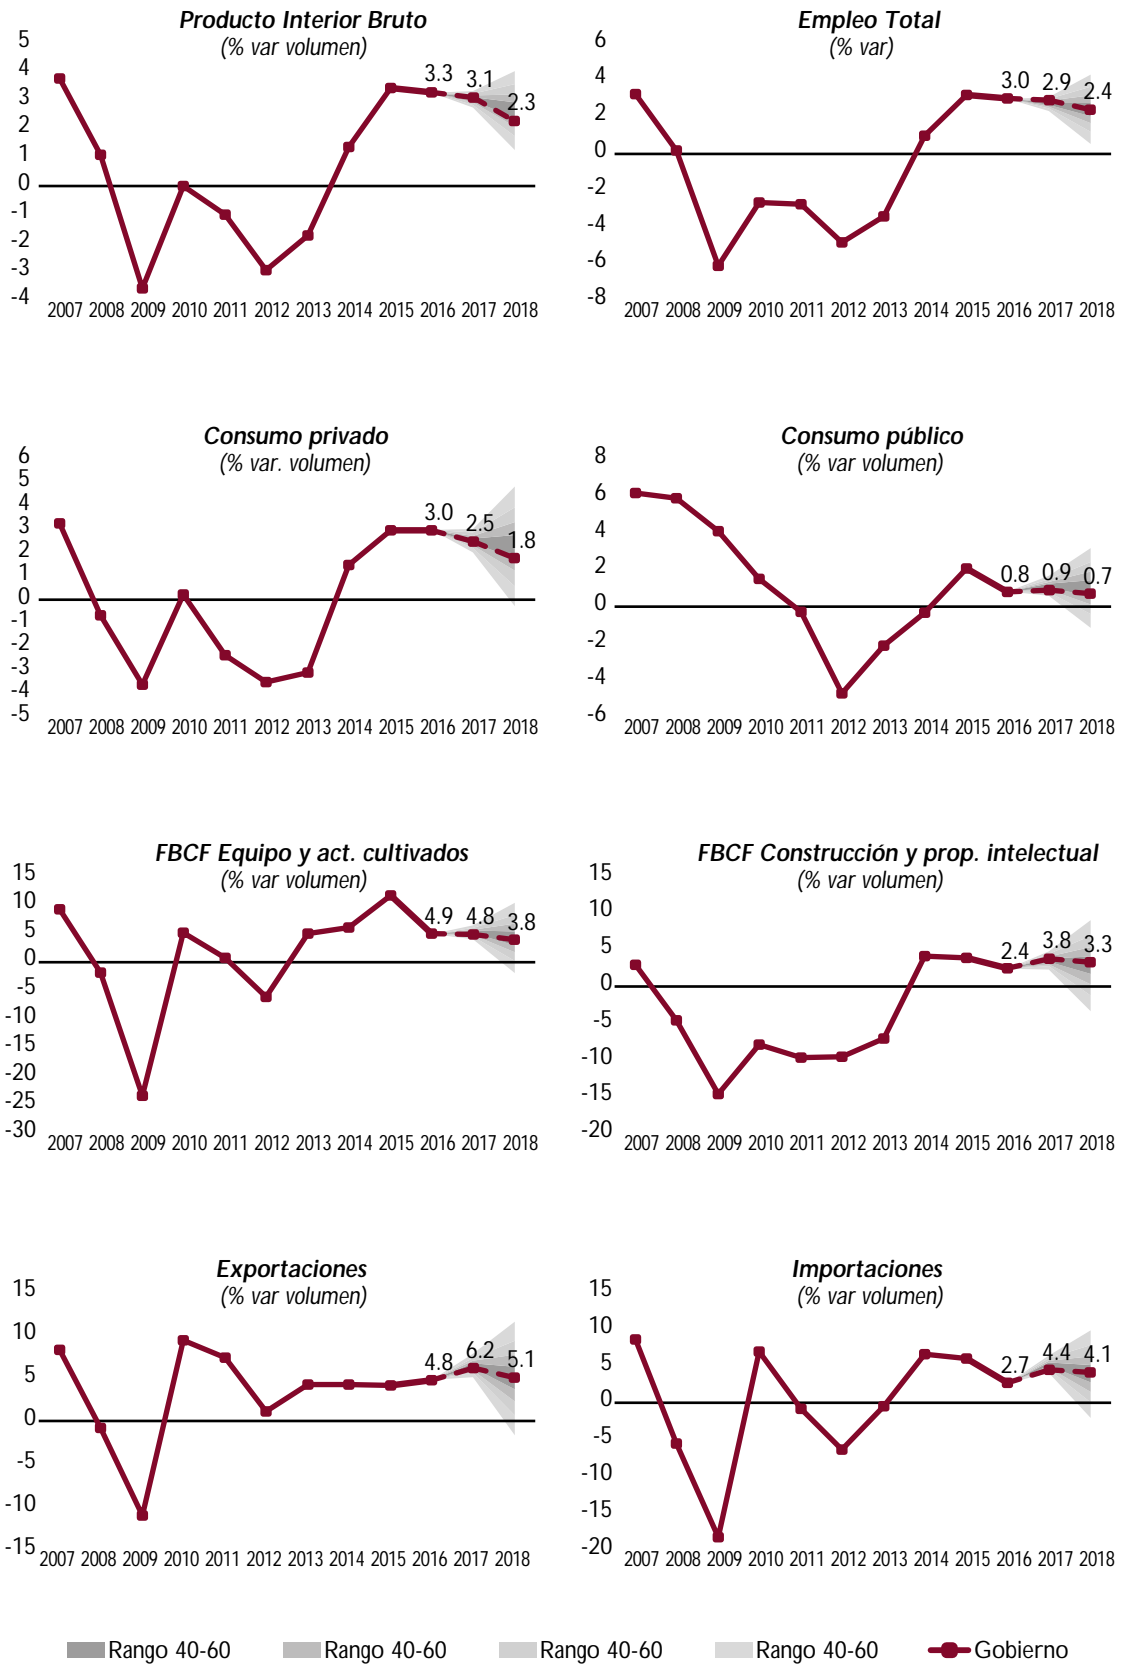 Producto Interior Bruto
(% var volumen)
5
4
3
2
1
0
-1
-2
-3
-4
3.3 3.1 2.3
2007 2008 2009 2010 2011 2012 2013 2014 2015 2016 2017 2018
Empleo Total
(% var)
6
4
2
0
-2
-4
-6
-8
3.0 2.9 2.4
2007 2008 2009 2010 2011 2012 2013 2014 2015 2016 2017 2018
Consumo privado
(% var. volumen)
6
5
4
3
2
1
0
-1
-2
-3
-4
-5
3.0 2.5 1.8
2007 2008 2009 2010 2011 2012 2013 2014 2015 2016 2017 2018
Consumo público
(% var volumen)
8
6
4
2
0
-2
-4
-6
0.8 0.9 0.7
2007 2008 2009 2010 2011 2012 2013 2014 2015 2016 2017 2018
FBCF Equipo y act. cultivados
(% var volumen)
15
10
5
0
-5
-10
-15
-20
-25
-30
4.9 4.8 3.8
2007 2008 2009 2010 2011 2012 2013 2014 2015 2016 2017 2018
FBCF Construcción y prop. intelectual
(% var volumen)
15
10
5
0
-5
-10
-15
-20
2.4 3.8 3.3
2007 2008 2009 2010 2011 2012 2013 2014 2015 2016 2017 2018
Exportaciones
(% var volumen)
15
10
5
0
-5
-10
-15
4.8 6.2 5.1
2007 2008 2009 2010 2011 2012 2013 2014 2015 2016 2017 2018
Importaciones
(% var volumen)
15
10
5
0
-5
-10
-15
-20
2.7 4.4 4.1
2007 2008 2009 2010 2011 2012 2013 2014 2015 2016 2017 2018
Rango 40-60 Rango 40-60 Rango 40-60 Rango 40-60 Gobierno